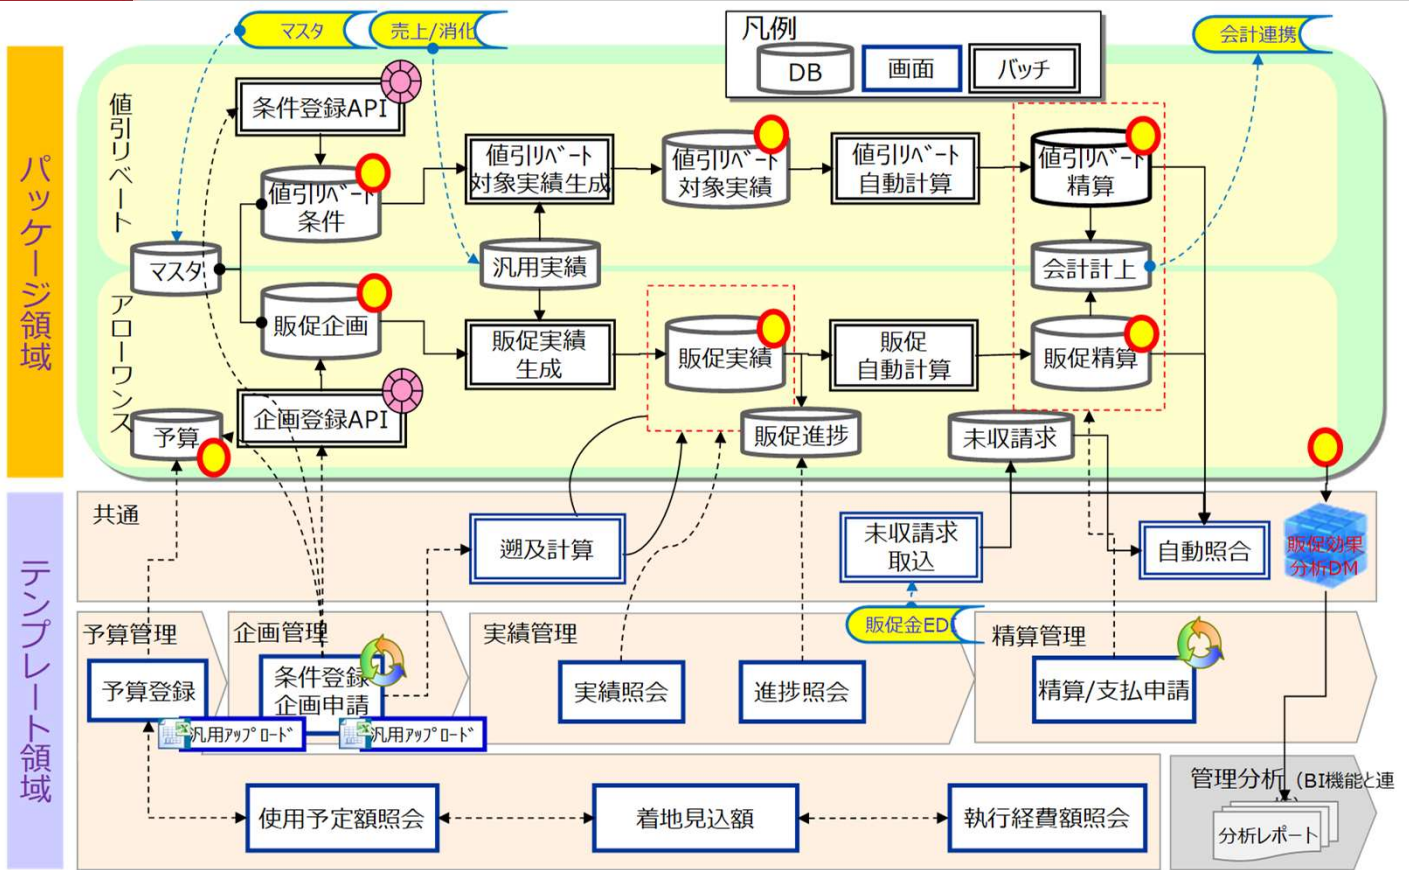 マスタ
売上/消化
会計連携
凡例
DB
画面
バッチ
パッケージ領域
値引リベート
条件登録API
値引リベート
条件
値引リベート
対象実績生成
値引リベート
対象実績
値引リベート
自動計算
値引リベート
精算
マスタ
汎用実績
会計計上
アローワンス
販促企画
販促実績
生成
販促実績
販促
自動計算
販促精算
企画登録API
予算
販促進捗
未収請求
テンプレート領域
共通
遡及計算
未収請求
取込
自動照合
販促効果
分析DM
販促金EDI
予算管理
企画管理
実績管理
精算管理
予算登録
条件登録
企画申請
実績照会
進捗照会
精算/支払申請
汎用アップロード
汎用アップロード
使用予定額照会
着地見込額
執行経費額照会
管理分析（BI機能と連
分析レポート